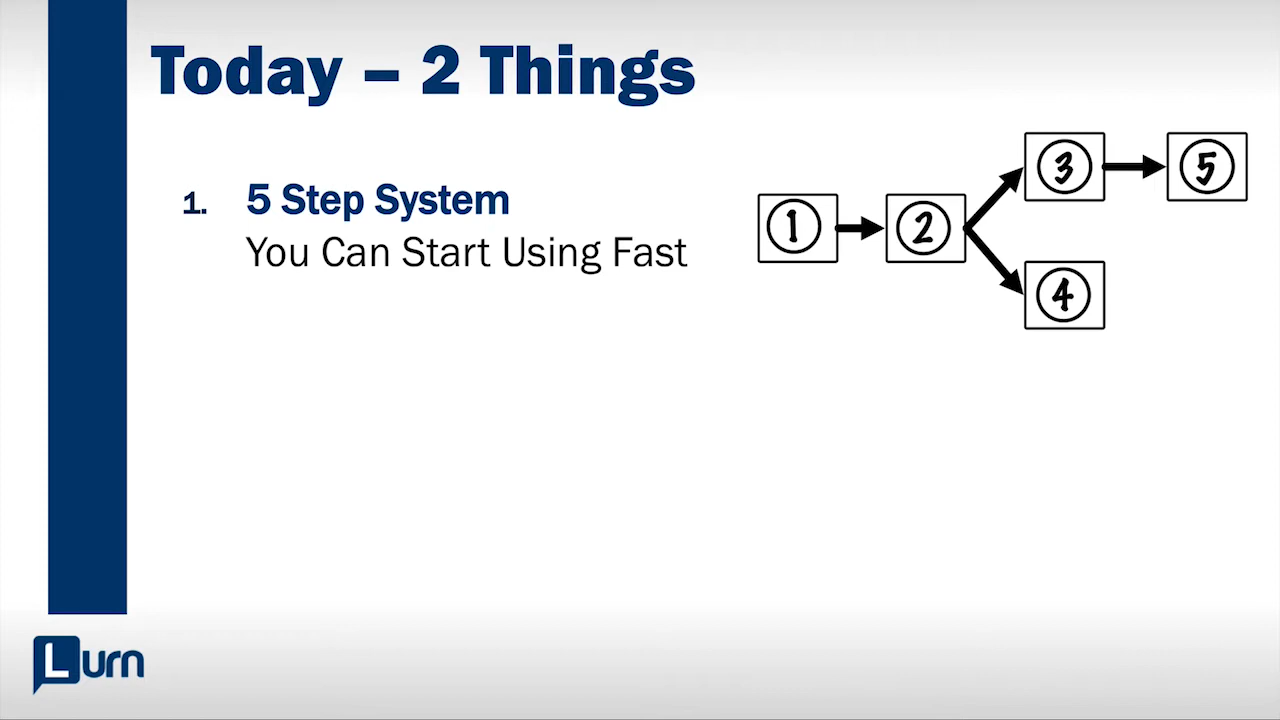 Today – 2 Things
1. 5 Step System
You Can Start Using Fast
1 2 3 5
4
Lurn